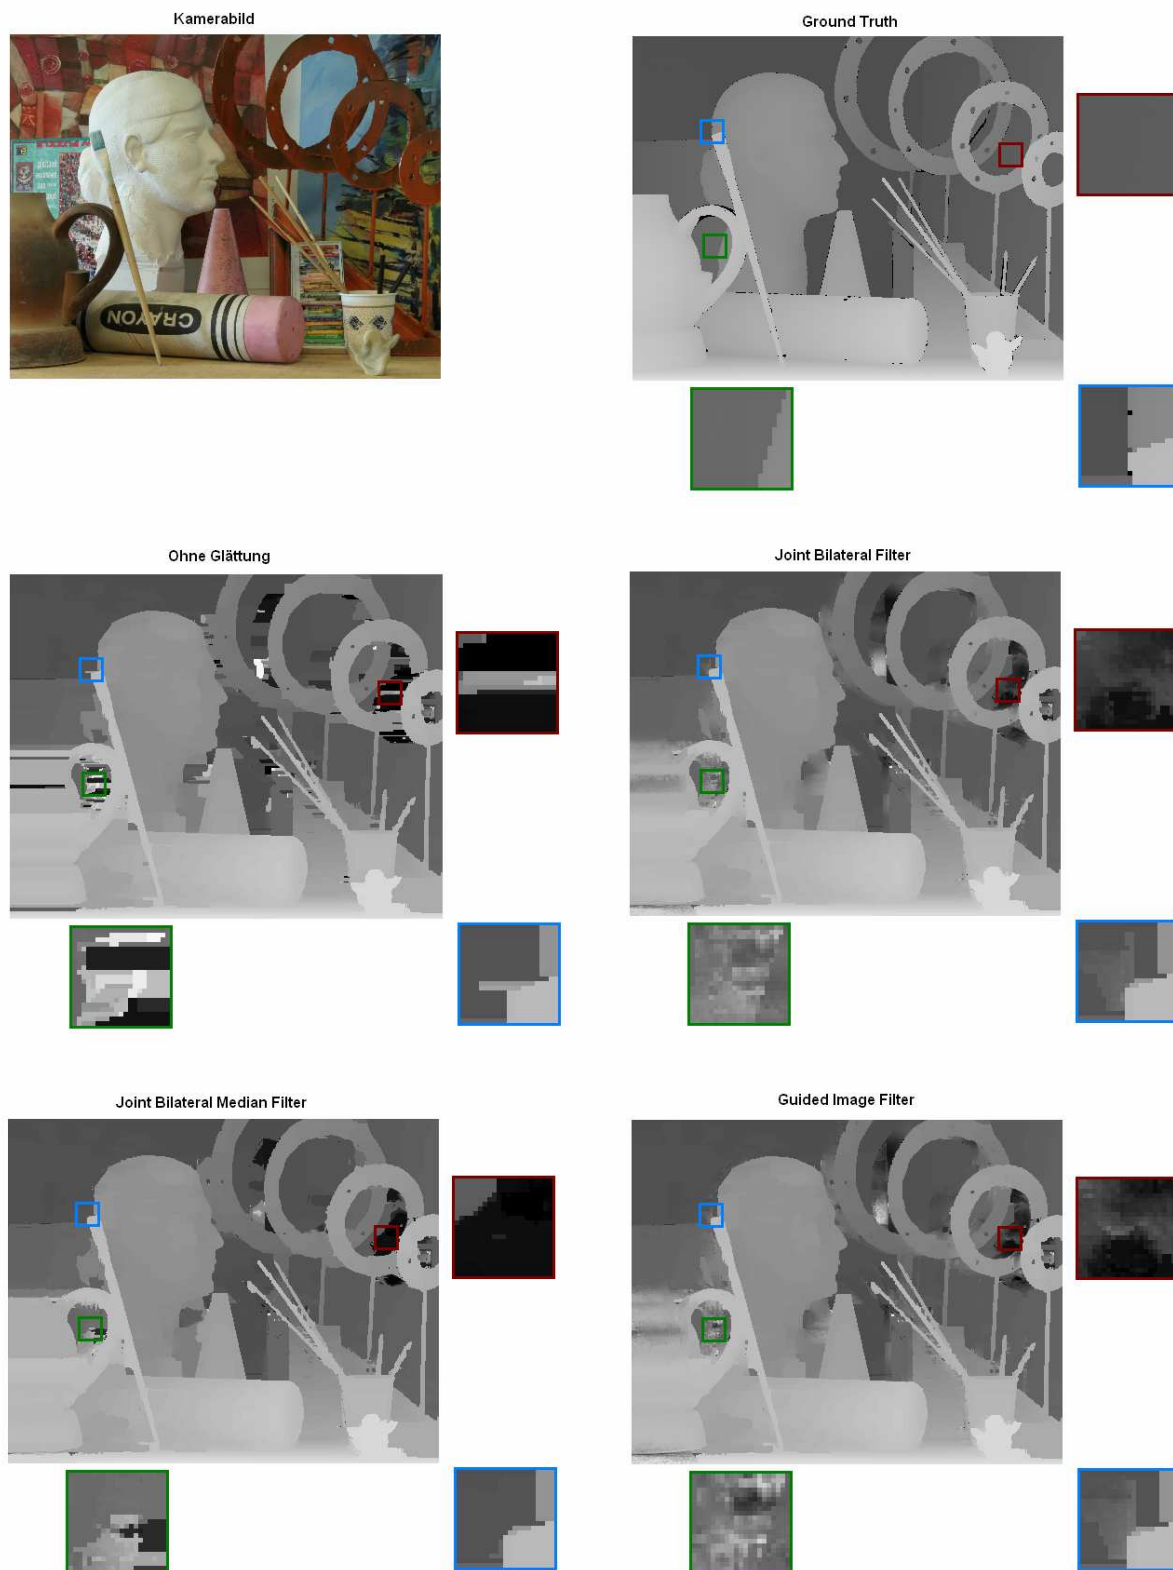 Kamerabild
Ground Truth
CRAYON
Ohne Glättung
Joint Bilateral Filter
Joint Bilateral Median Filter
Guided Image Filter